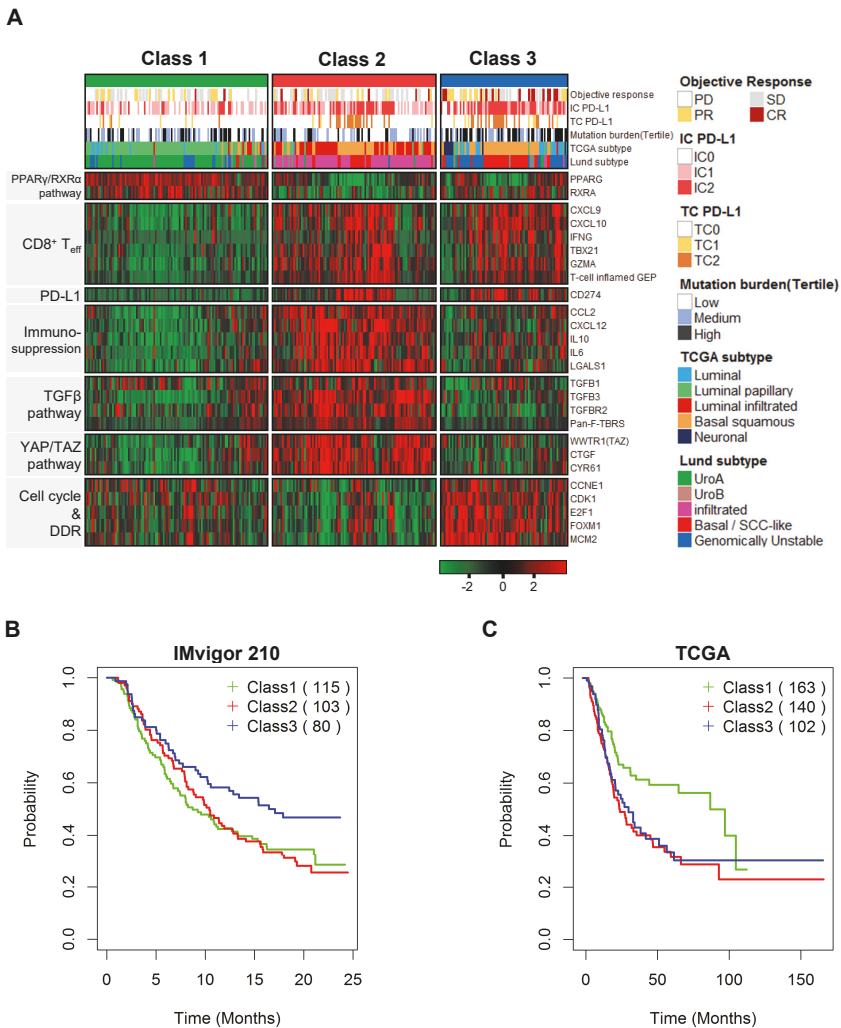 A
Class 1
Class 2
Class 3
Objective response
IC PD-L1
TC PD-L1
Mutation burden(Tertile)
TCGA subtype
Lund subtype
PPARγ/RXRα
pathway
PPARG
RXRA
CD8⁺ Teff
CXCL9
CXCL10
IFNG
TBX21
GZMA
T-cell inflamed GEP
PD-L1
CD274
Immuno-
suppression
CCL2
CXCL12
IL10
IL6
LGALS1
TGFβ
pathway
TGFB1
TGFB3
TGFBR2
Pan-F-TBRS
YAP/TAZ
pathway
WWTR1(TAZ)
CTGF
CYR61
Cell cycle
&
DDR
CCNE1
CDK1
E2F1
FOXM1
MCM2
-2 0 2
Objective Response
PD SD
PR CR
IC PD-L1
IC0
IC1
IC2
TC PD-L1
TC0
TC1
TC2
Mutation burden(Tertile)
Low
Medium
High
TCGA subtype
Luminal
Luminal papillary
Luminal infiltrated
Basal squamous
Neuronal
Lund subtype
UroA
UroB
infiltrated
Basal / SCC-like
Genomically Unstable
B
IMvigor 210
Class1 ( 115 )
Class2 ( 103 )
Class3 ( 80 )
Probability
1.0
0.8
0.6
0.4
0.2
0.0
0 5 10 15 20 25
Time (Months)
C
TCGA
Class1 ( 163 )
Class2 ( 140 )
Class3 ( 102 )
Probability
1.0
0.8
0.6
0.4
0.2
0.0
0 50 100 150
Time (Months)